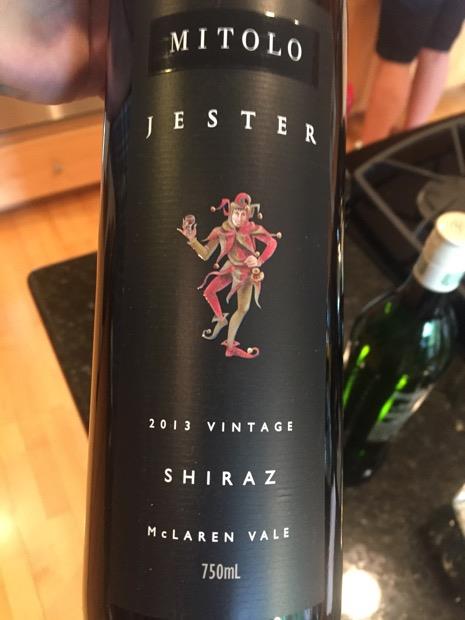 MITOLO
JESTER
2013 VINTAGE
SHIRAZ
McLAREN VALE
750mL